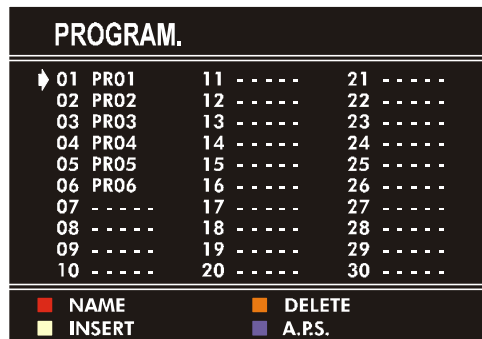 PROGRAM.
01 PR01 11 - - - - - 21 - - - - -
02 PR02 12 - - - - - 22 - - - - -
03 PR03 13 - - - - - 23 - - - - -
04 PR04 14 - - - - - 24 - - - - -
05 PR05 15 - - - - - 25 - - - - -
06 PR06 16 - - - - - 26 - - - - -
07 - - - - - 17 - - - - - 27 - - - - -
08 - - - - - 18 - - - - - 28 - - - - -
09 - - - - - 19 - - - - - 29 - - - - -
10 - - - - - 20 - - - - - 30 - - - - -
NAME DELETE
INSERT A.P.S.